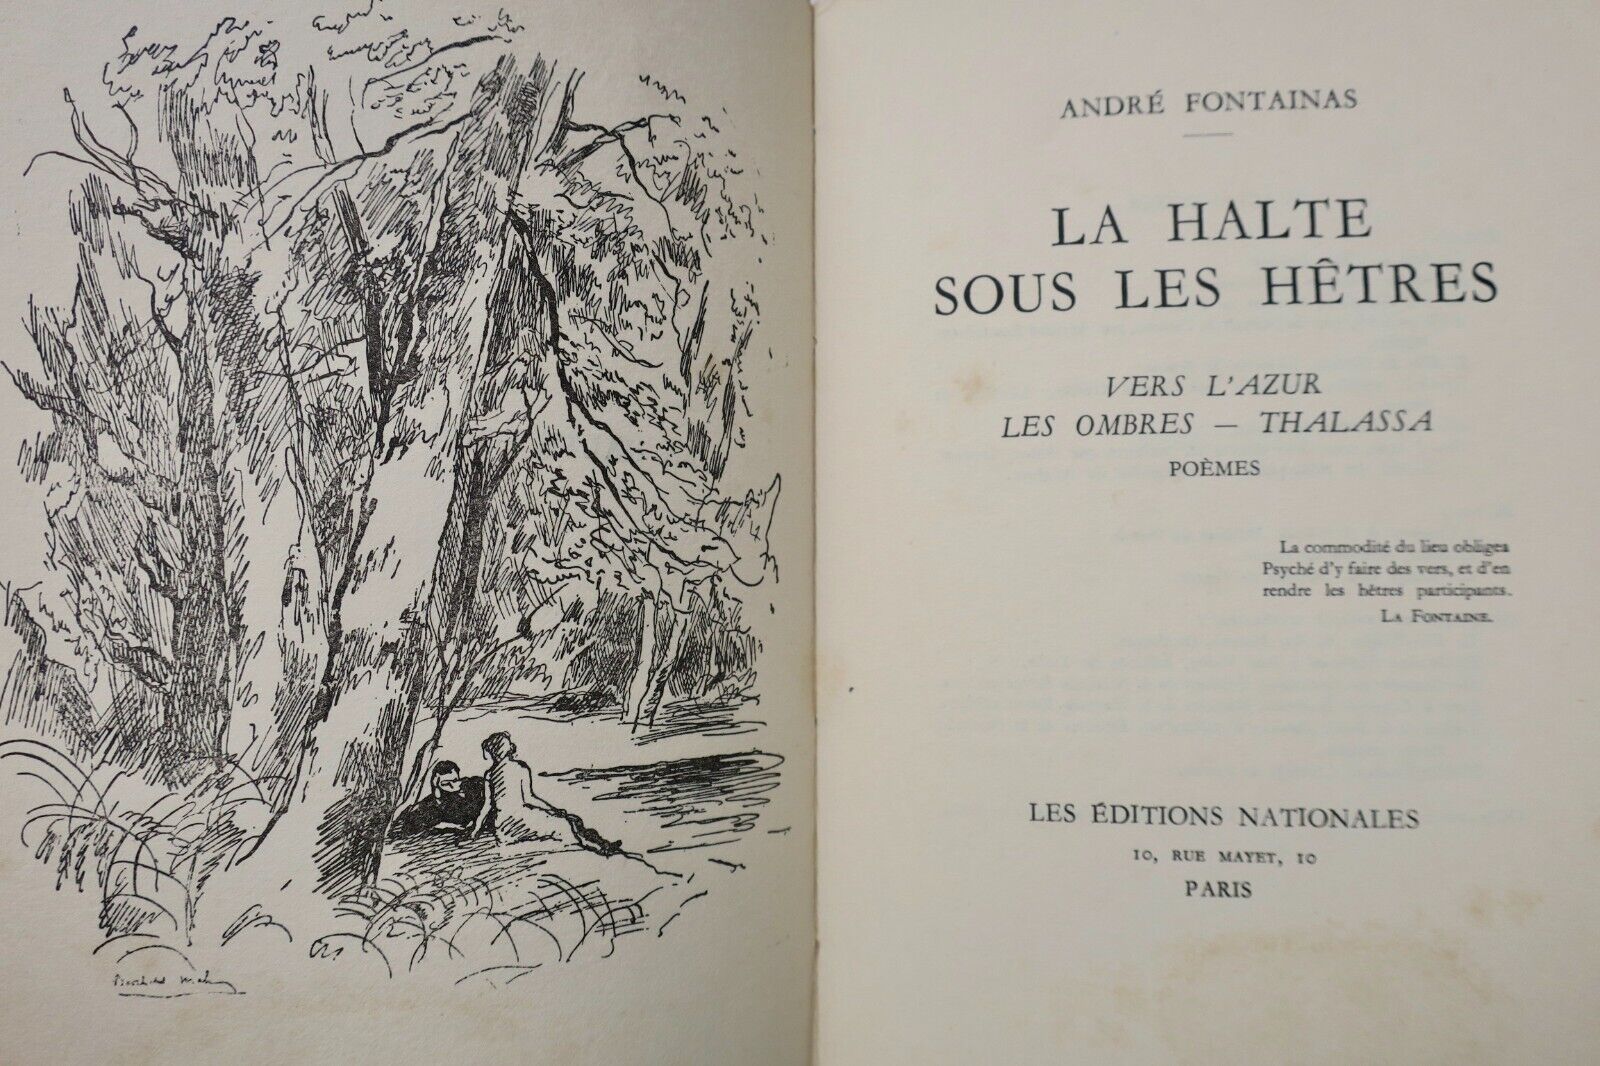 ANDRÉ FONTAINAS
LA HALTE
SOUS LES HÊTRES
VERS L'AZUR
LES OMBRES — THALASSA
POÈMES
La commodité du lieu obligea
Psyché d'y faire des vers, et d'en
rendre les hêtres participants.
LA FONTAINE.
LES ÉDITIONS NATIONALES
10, RUE MAYET, 10
PARIS